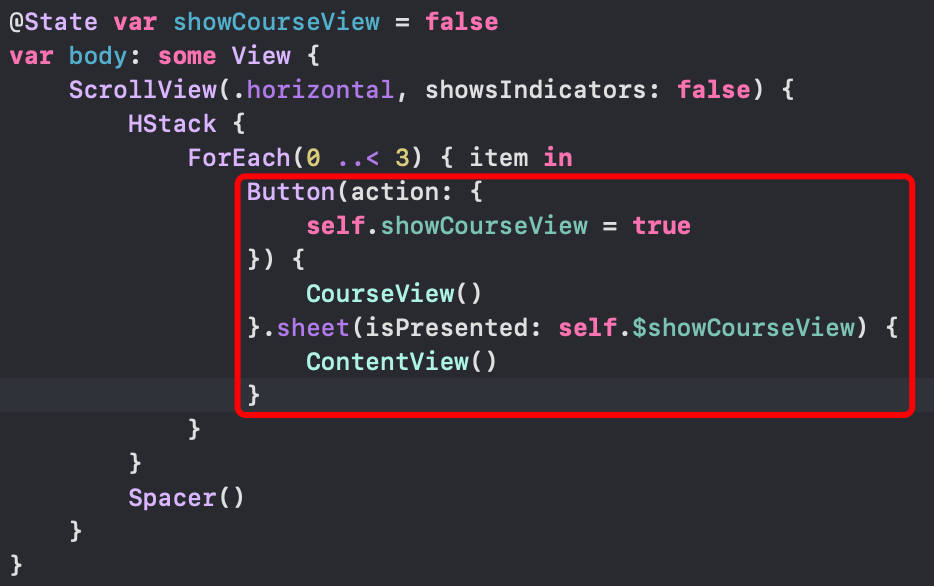 @State var showCourseView = false
var body: some View {
    ScrollView(.horizontal, showsIndicators: false) {
        HStack {
            ForEach(0 ..< 3) { item in
                Button(action: {
                    self.showCourseView = true
                }) {
                    CourseView()
                }.sheet(isPresented: self.$showCourseView) {
                    ContentView()
                }
            }
        }
        Spacer()
    }
}